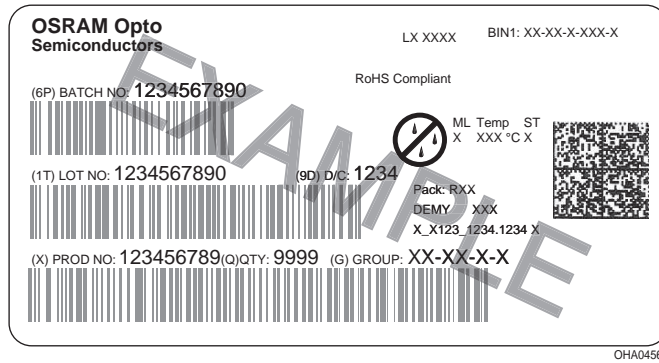 OSRAM Opto
Semiconductors
LX XXXX
BIN1: XX-XX-X-XXX-X
RoHS Compliant
(6P) BATCH NO: 1234567890
ML Temp ST
X XXX °C X
(1T) LOT NO: 1234567890
(9D) D/C: 1234
Pack: RXX
DEMY XXX
X_X123_1234.1234 X
(X) PROD NO: 123456789(Q)QTY: 9999 (G) GROUP: XX-XX-X-X
EXAMPLE